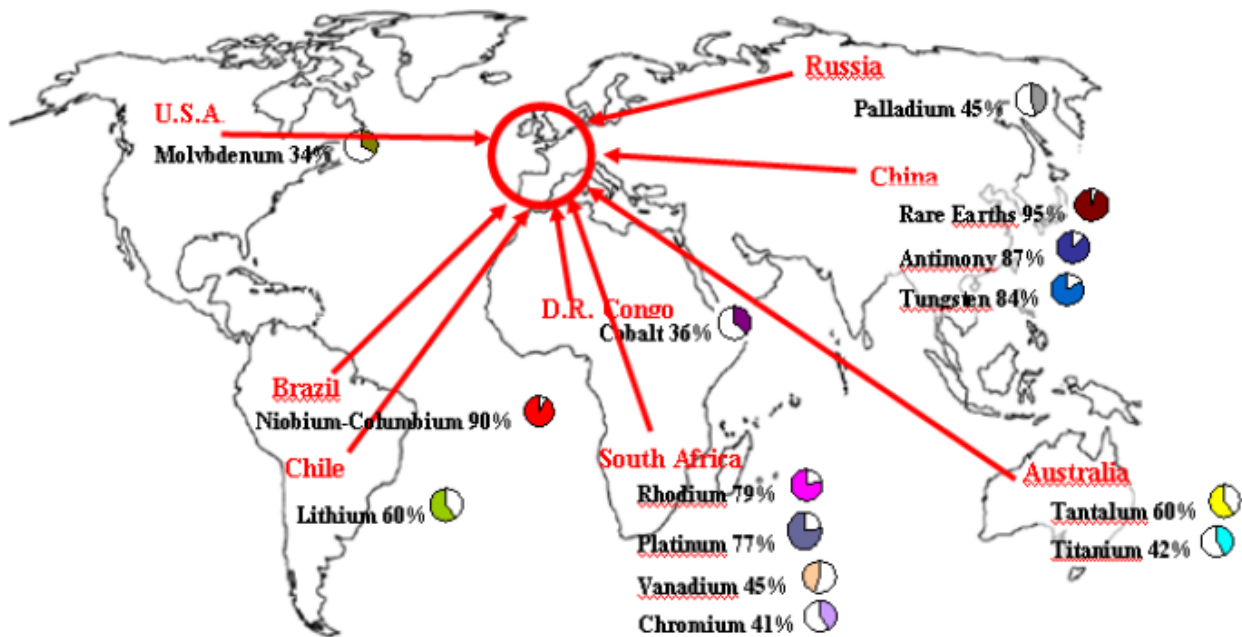 U.S.A
Molvbdenum 34%
Russia
Palladium 45%
China
Rare Earths 95%
Antimony 87%
Tungsten 84%
D.R. Congo
Cobalt 36%
Brazil
Niobium-Columbium 90%
Chile
Lithium 60%
South Africa
Rhodium 79%
Platinum 77%
Vanadium 45%
Chromium 41%
Australia
Tantalum 60%
Titanium 42%